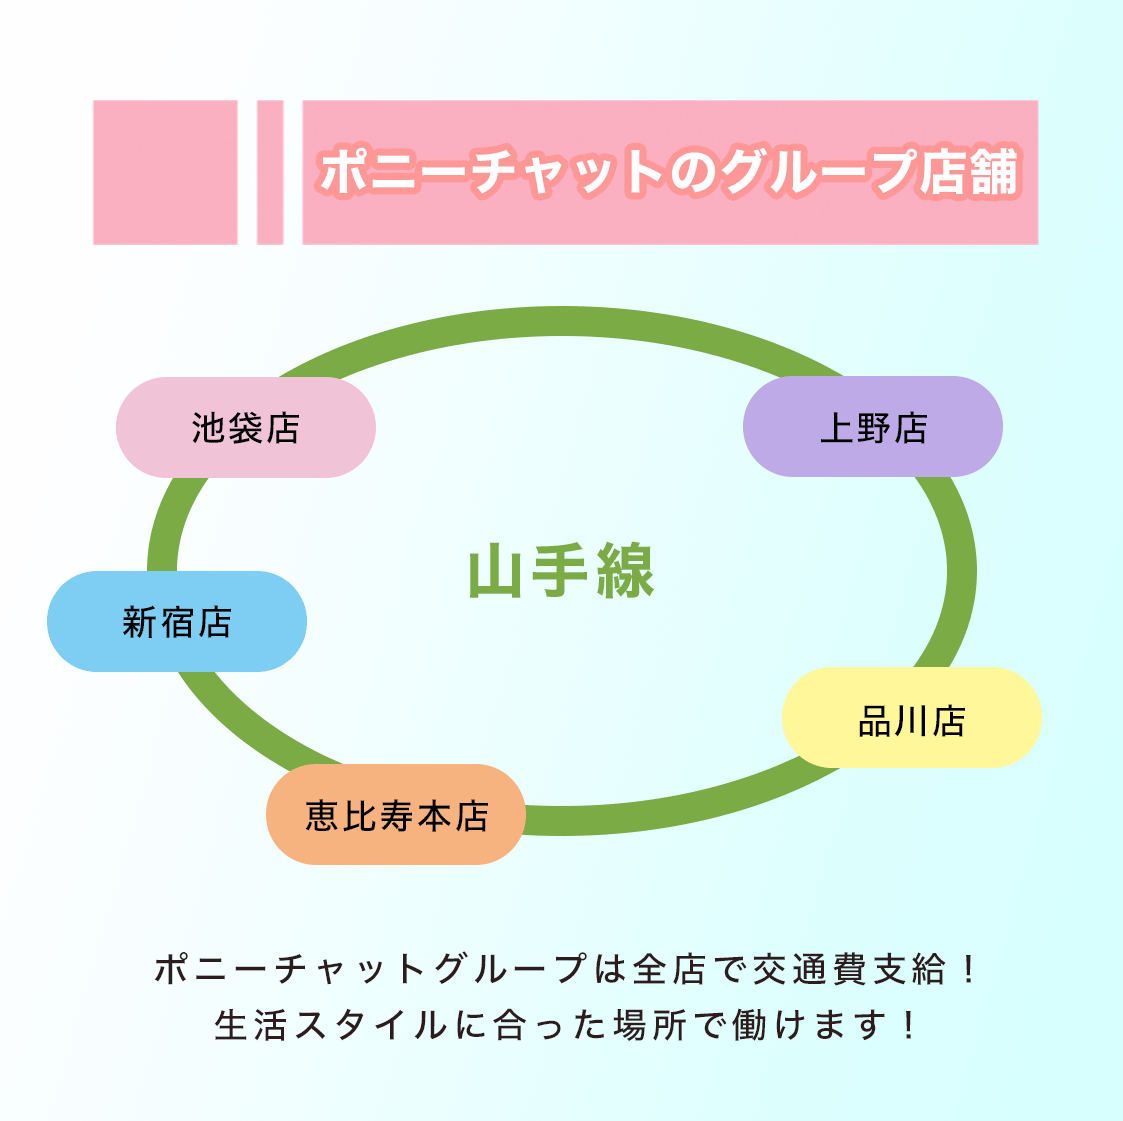 ポニーチャットのグループ店舗
池袋店
上野店
山手線
新宿店
品川店
恵比寿本店
ポニーチャットグループは全店で交通費支給！
生活スタイルに合った場所で働けます！